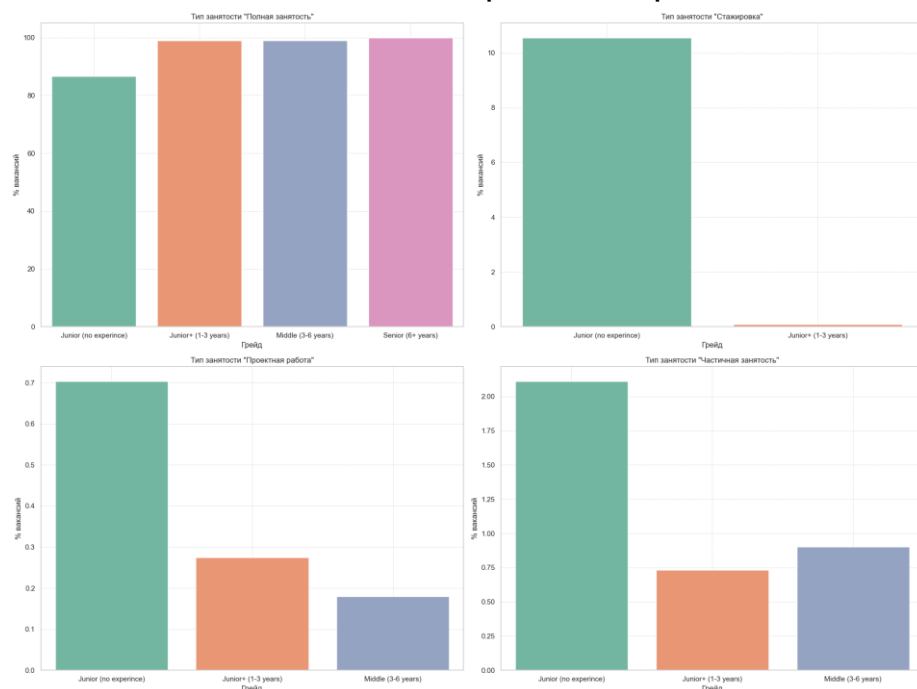 Тип занятости "Полная занятость"
% вакансий
100
80
60
40
20
0
Junior (no experince)
Junior+ (1-3 years)
Middle (3-6 years)
Senior (6+ years)
Грейд
Тип занятости "Стажировка"
% вакансий
10
8
6
4
2
0
Junior (no experince)
Junior+ (1-3 years)
Грейд
Тип занятости "Проектная работа"
% вакансий
0.7
0.6
0.5
0.4
0.3
0.2
0.1
0.0
Junior (no experince)
Junior+ (1-3 years)
Middle (3-6 years)
Грейд
Тип занятости "Частичная занятость"
% вакансий
2.00
1.75
1.50
1.25
1.00
0.75
0.50
0.25
0.00
Junior (no experince)
Junior+ (1-3 years)
Middle (3-6 years)
Грейд